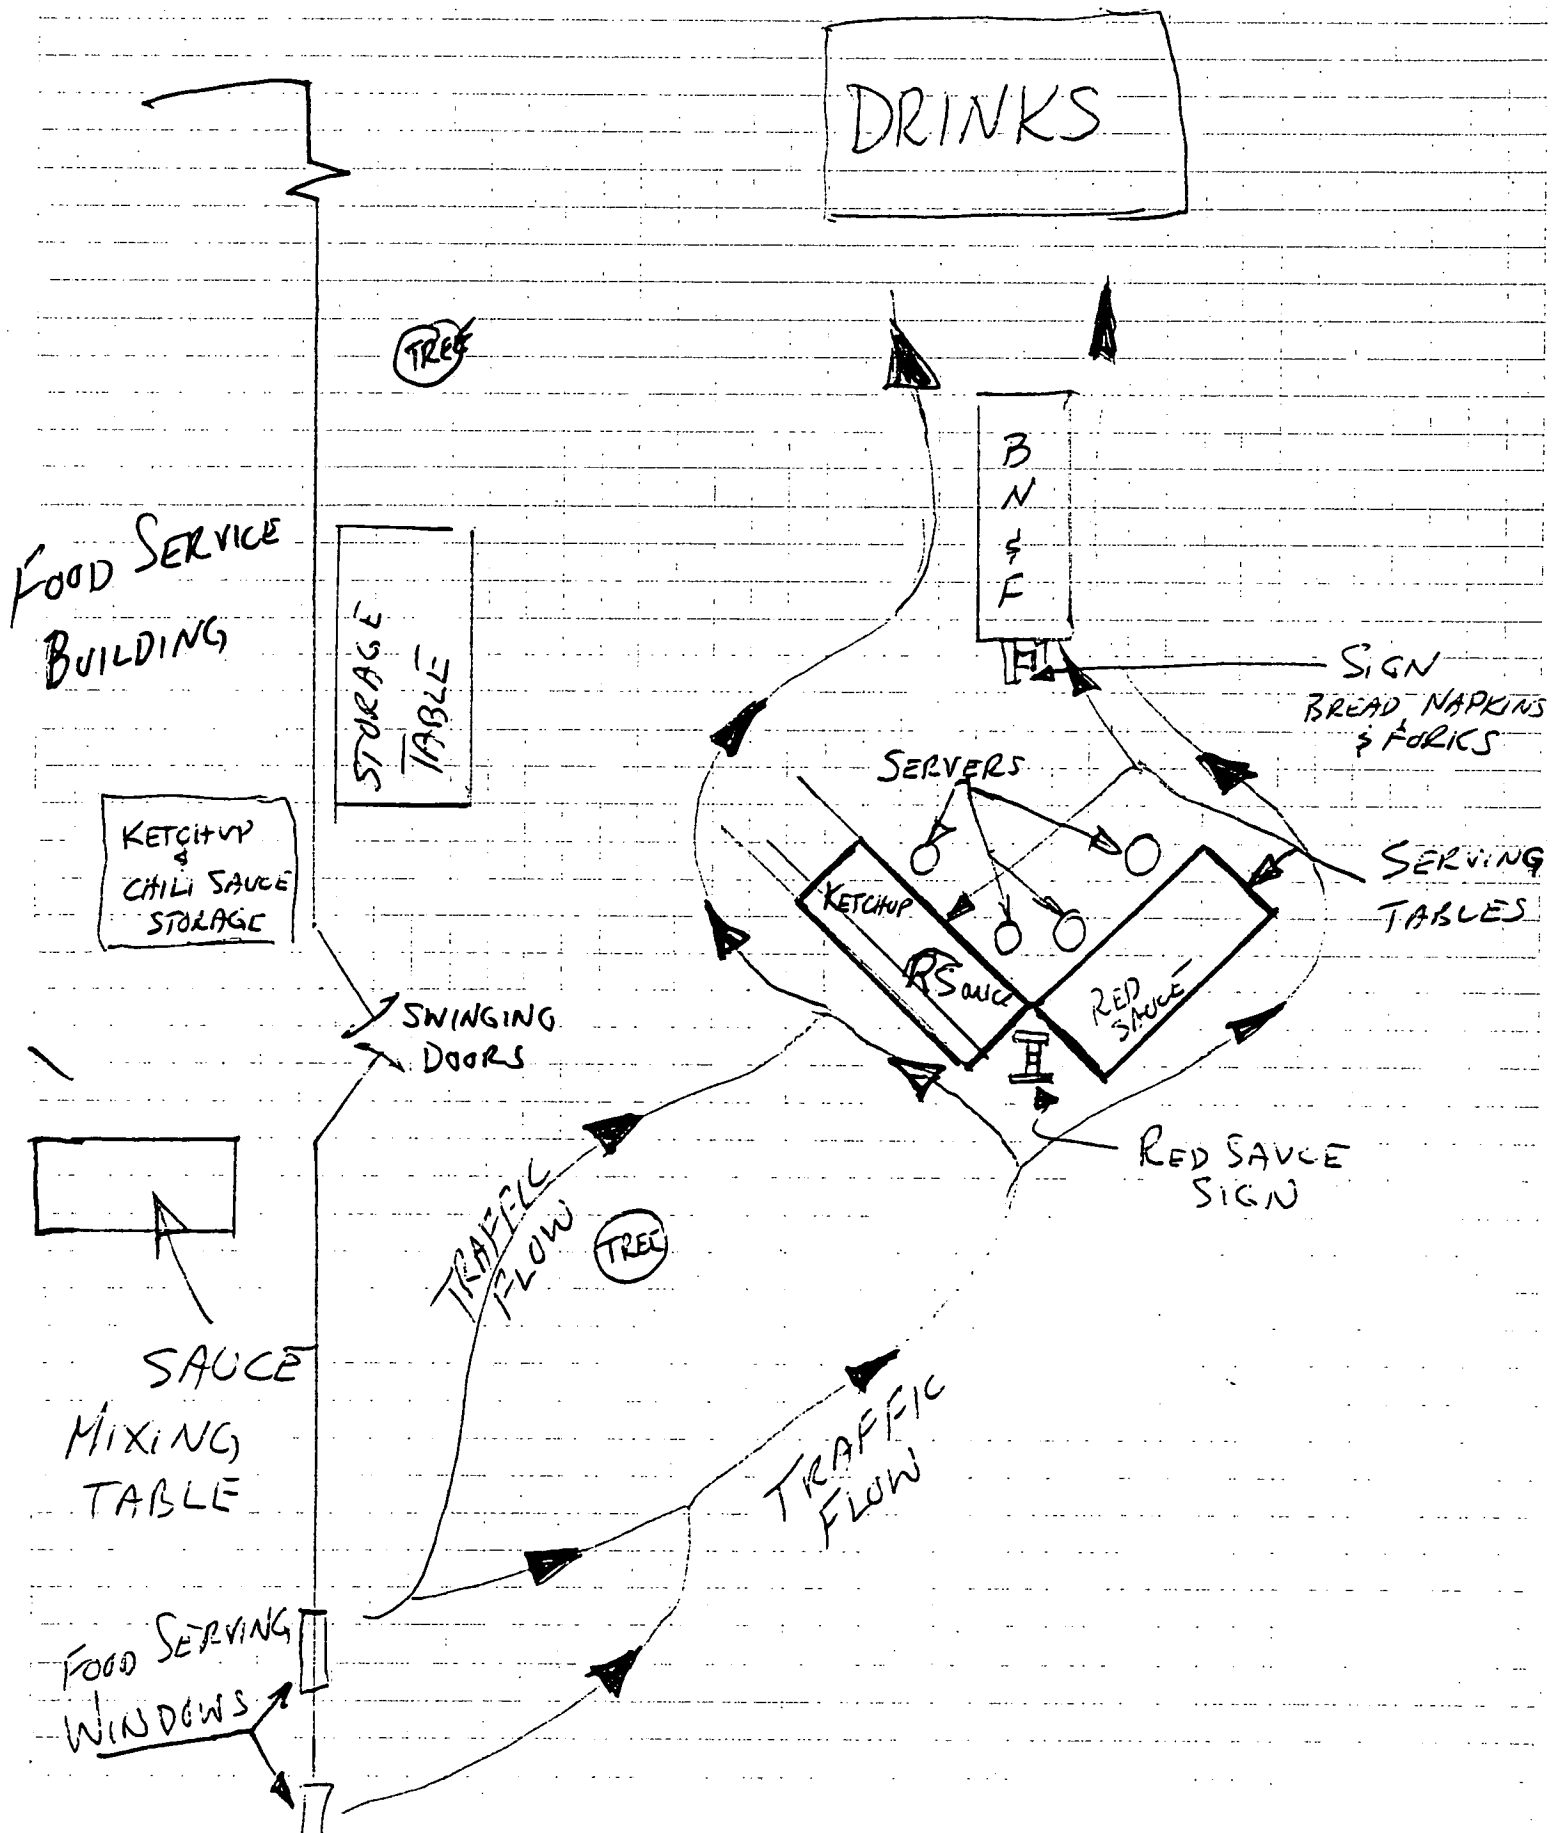 DRINKS
TREE
B
N
&
F
FOOD SERVICE
BUILDING
STORAGE
TABLE
SIGN
BREAD, NAPKINS
& FORKS
SERVERS
KETCHUP
&
CHILI SAUCE
STORAGE
KETCHUP
R SAUCE
RED
SAUCE
SERVING
TABLES
SWINGING
DOORS
RED SAUCE
SIGN
TRAFFIC
FLOW
TREE
SAUCE
MIXING
TABLE
TRAFFIC
FLOW
FOOD SERVING
WINDOWS